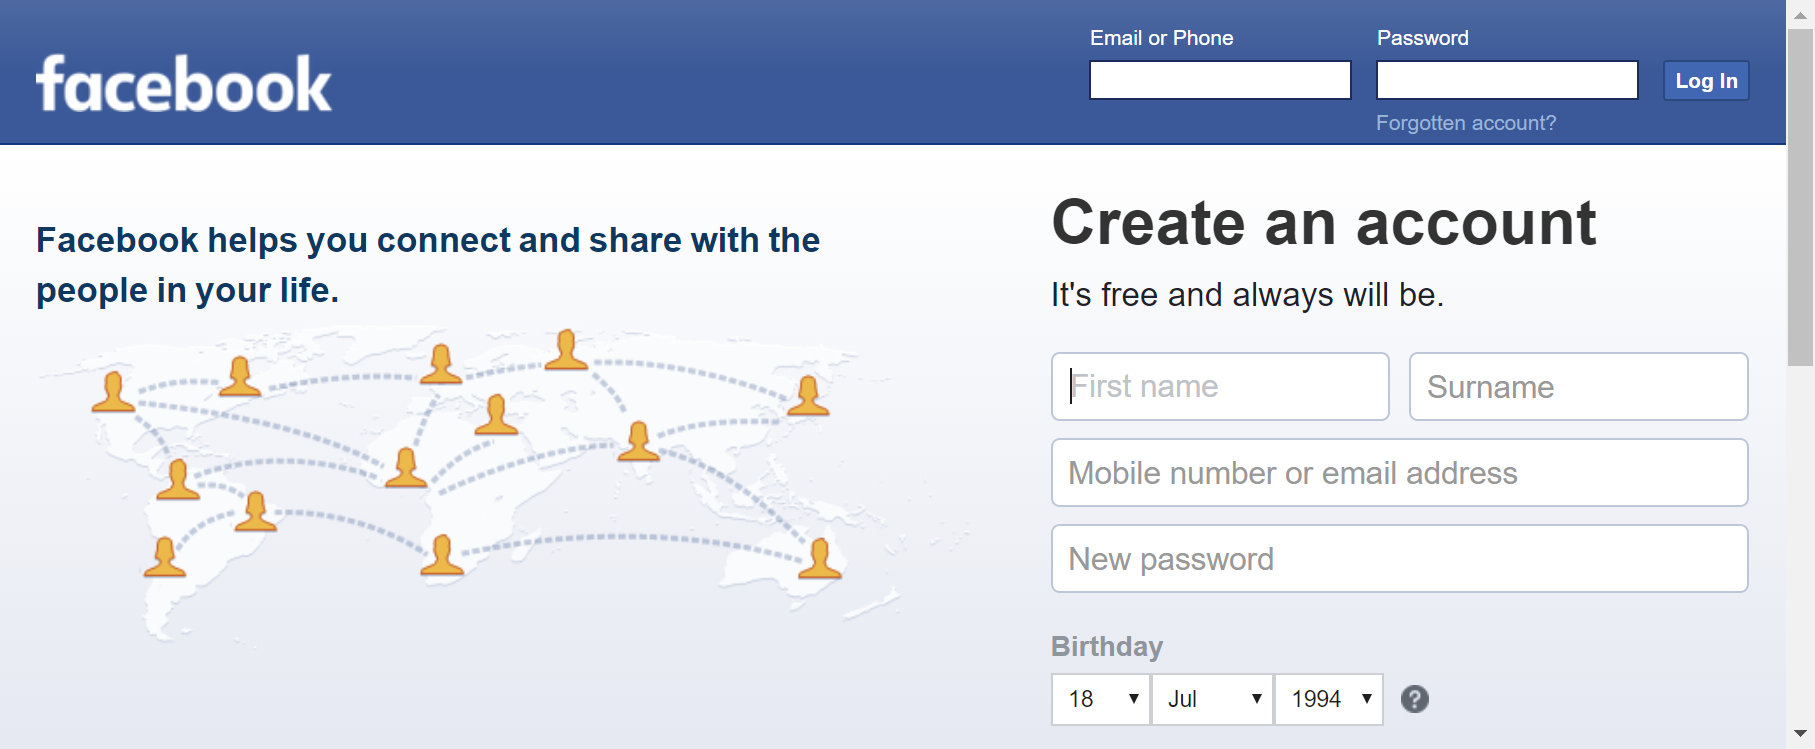 facebook
Email or Phone
Password
Log In
Forgotten account?
Facebook helps you connect and share with the
people in your life.
Create an account
It's free and always will be.
First name
Surname
Mobile number or email address
New password
Birthday
18
Jul
1994
?